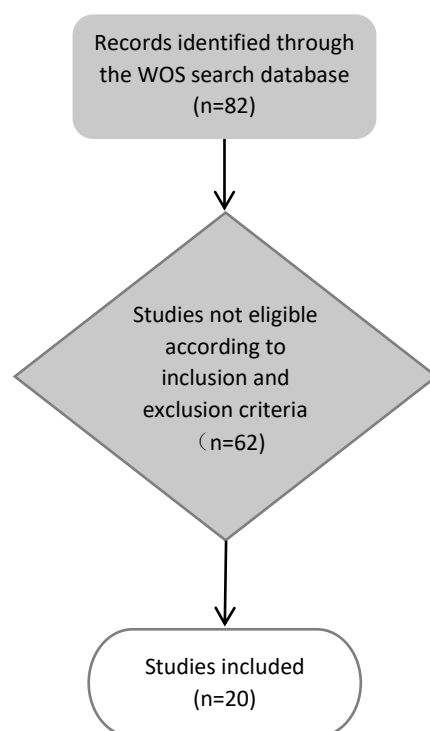 Records identified through
the WOS search database
(n=82)
Studies not eligible
according to
inclusion and
exclusion criteria
（n=62)
Studies included
(n=20)